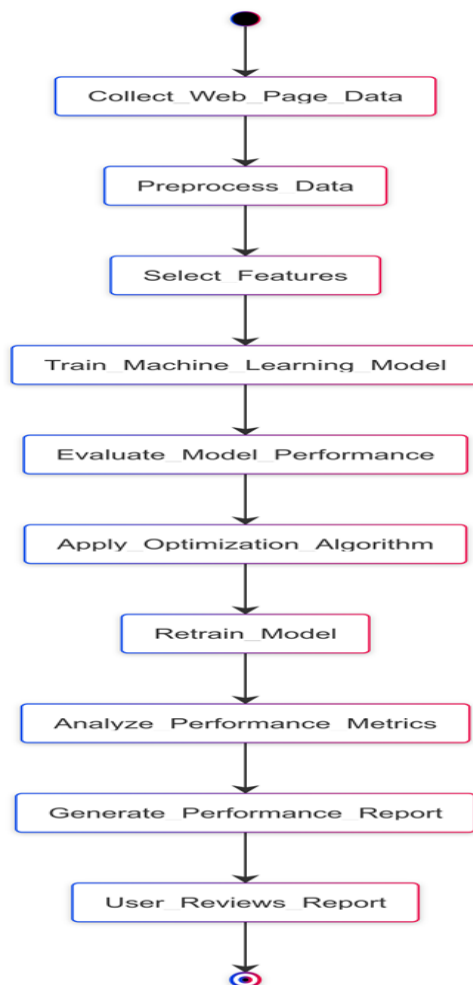 Collect_Web_Page_Data
Preprocess_Data
Select_Features
Train_Machine_Learning_Model
Evaluate_Model_Performance
Apply_Optimization_Algorithm
Retrain_Model
Analyze_Performance_Metrics
Generate_Performance_Report
User_Reviews_Report